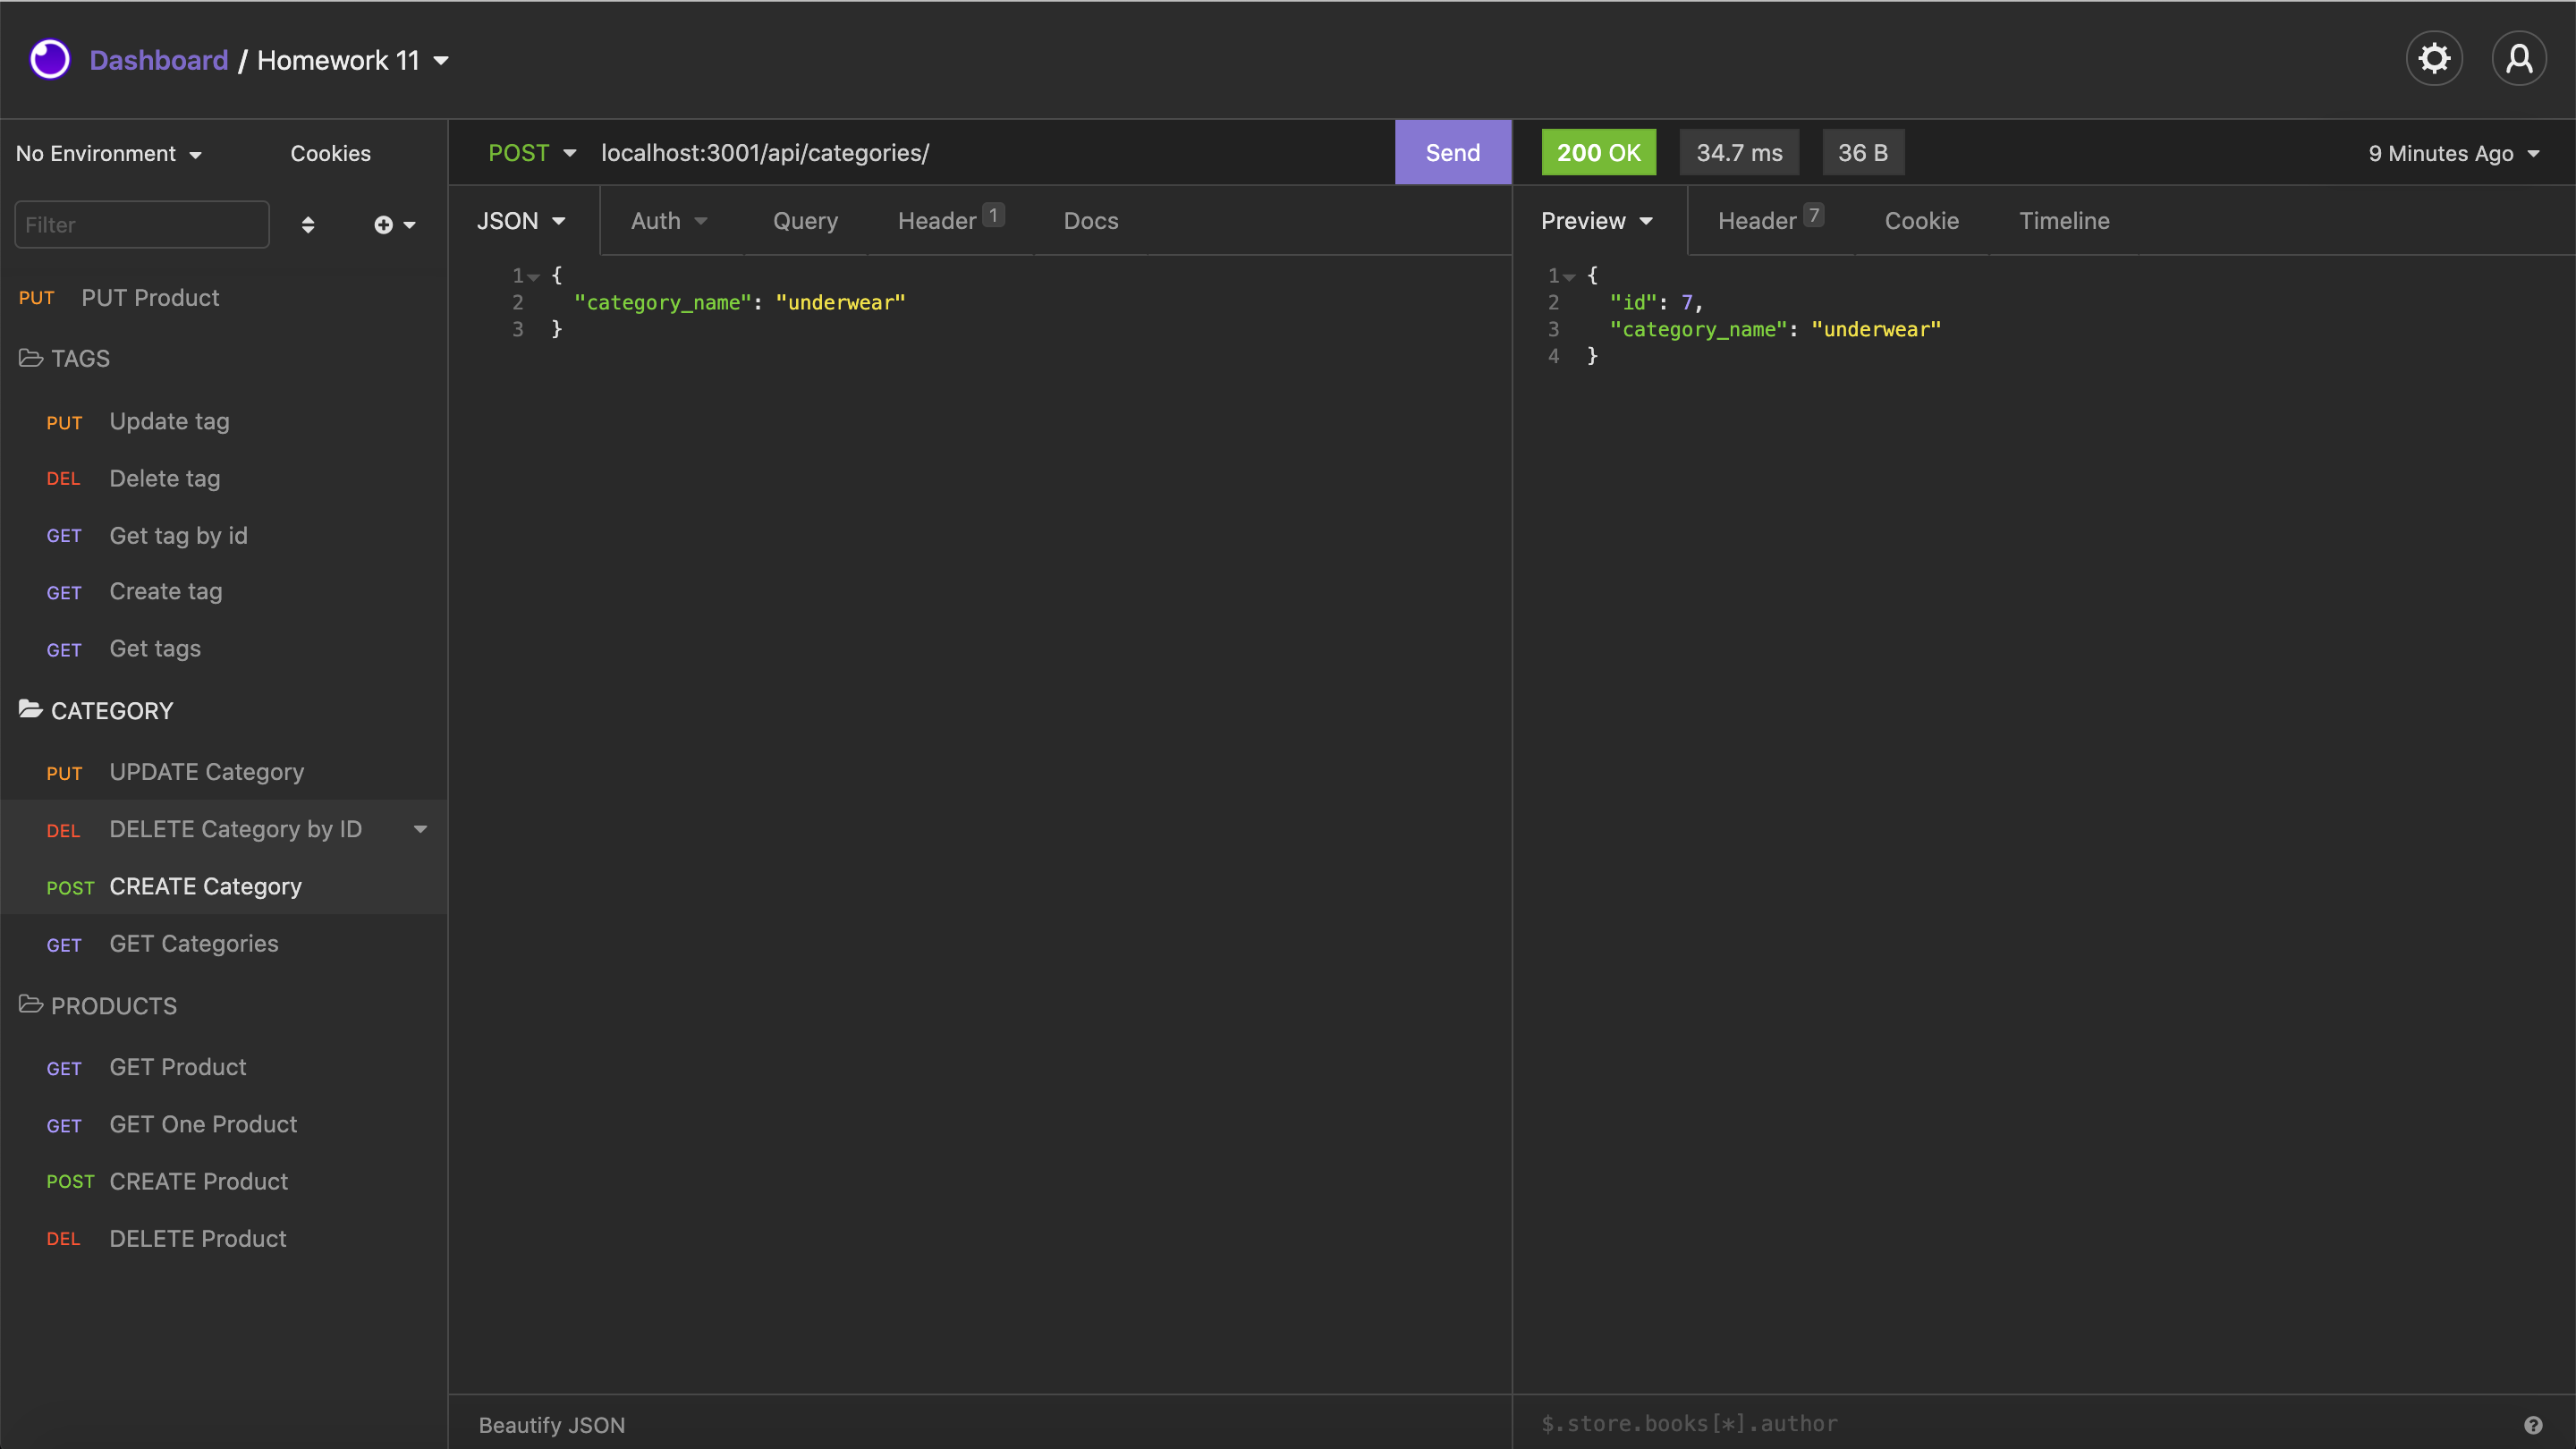 Dashboard / Homework 11
No Environment
Cookies
Filter
PUT PUT Product
TAGS
PUT Update tag
DEL Delete tag
GET Get tag by id
GET Create tag
GET Get tags
CATEGORY
PUT UPDATE Category
DEL DELETE Category by ID
POST CREATE Category
GET GET Categories
PRODUCTS
GET GET Product
GET GET One Product
POST CREATE Product
DEL DELETE Product
POST localhost:3001/api/categories/ Send
JSON Auth Query Header 1 Docs
1 {
2 "category_name": "underwear"
3 }
Beautify JSON
200 OK 34.7 ms 36 B 9 Minutes Ago
Preview Header 7 Cookie Timeline
1 {
2 "id": 7,
3 "category_name": "underwear"
4 }
$.store.books[*].author